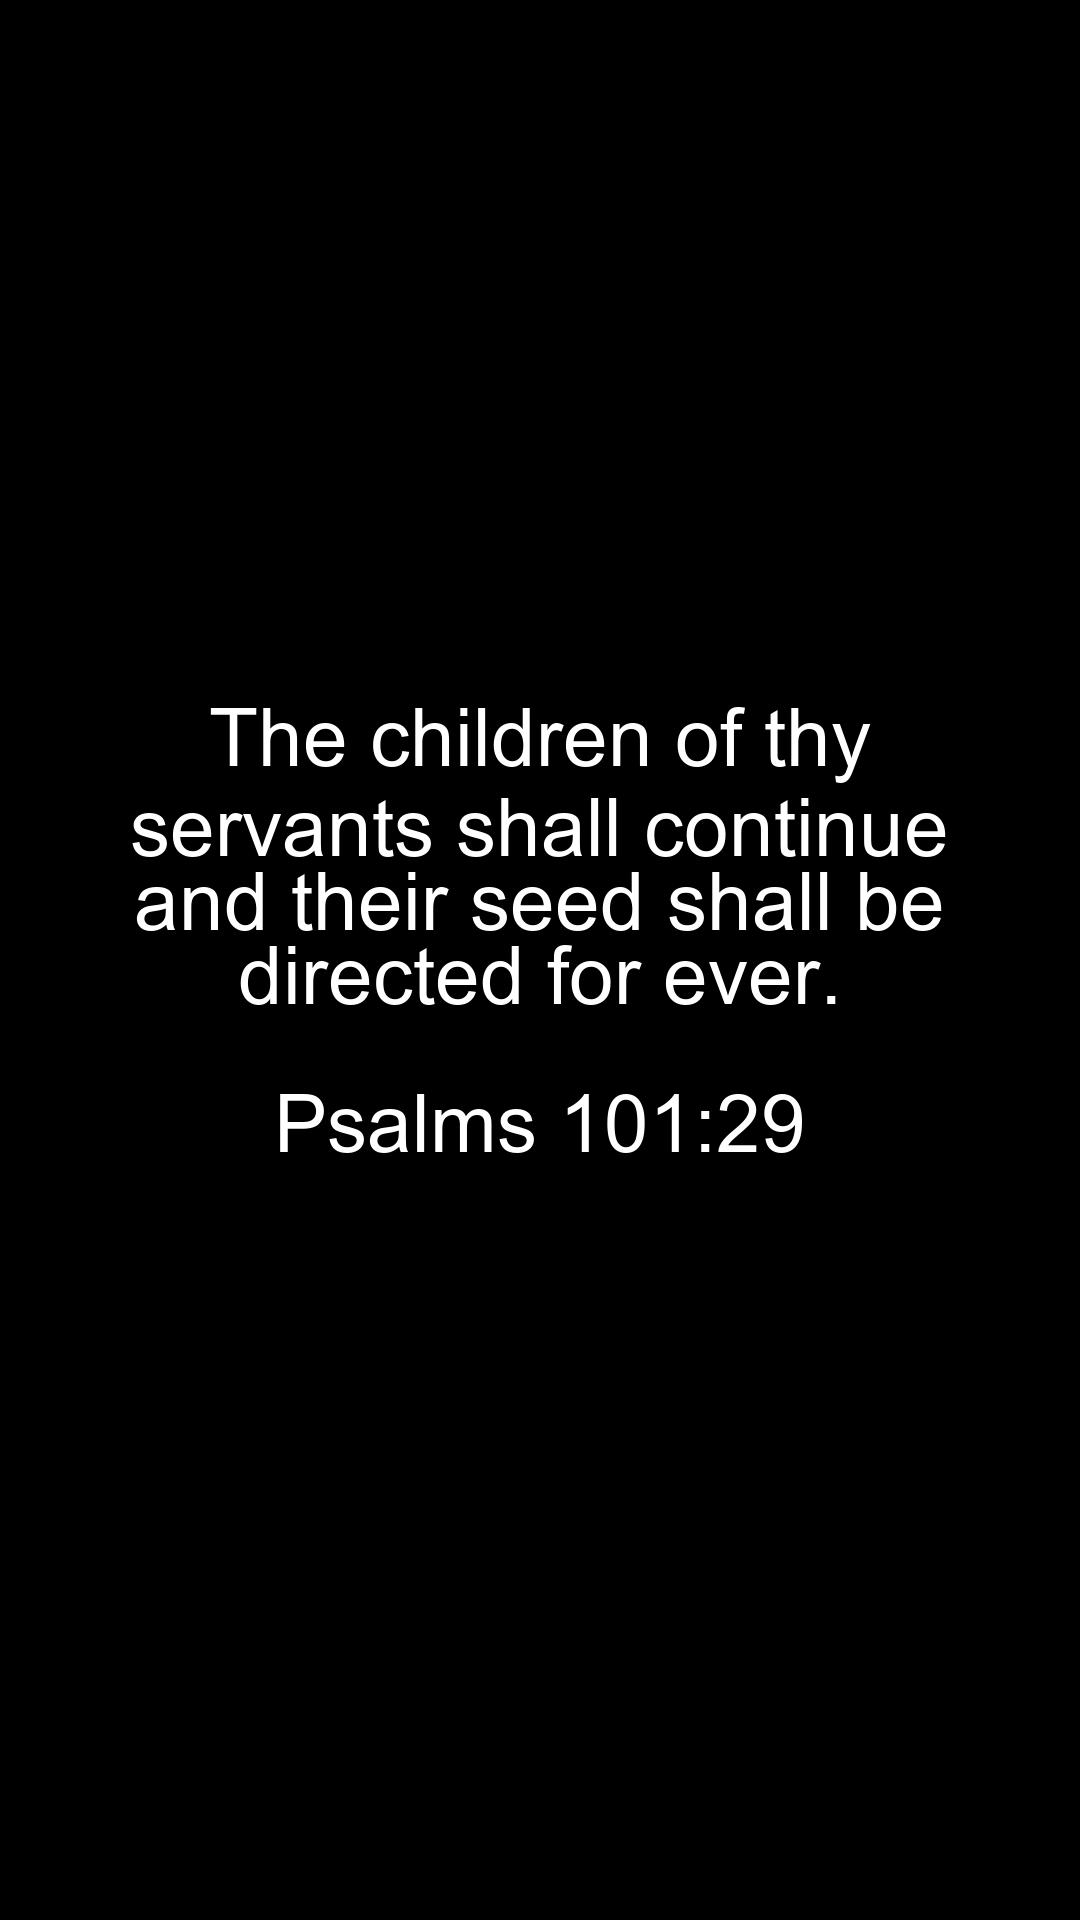 The children of thy
servants shall continue
and their seed shall be
directed for ever.
Psalms 101:29